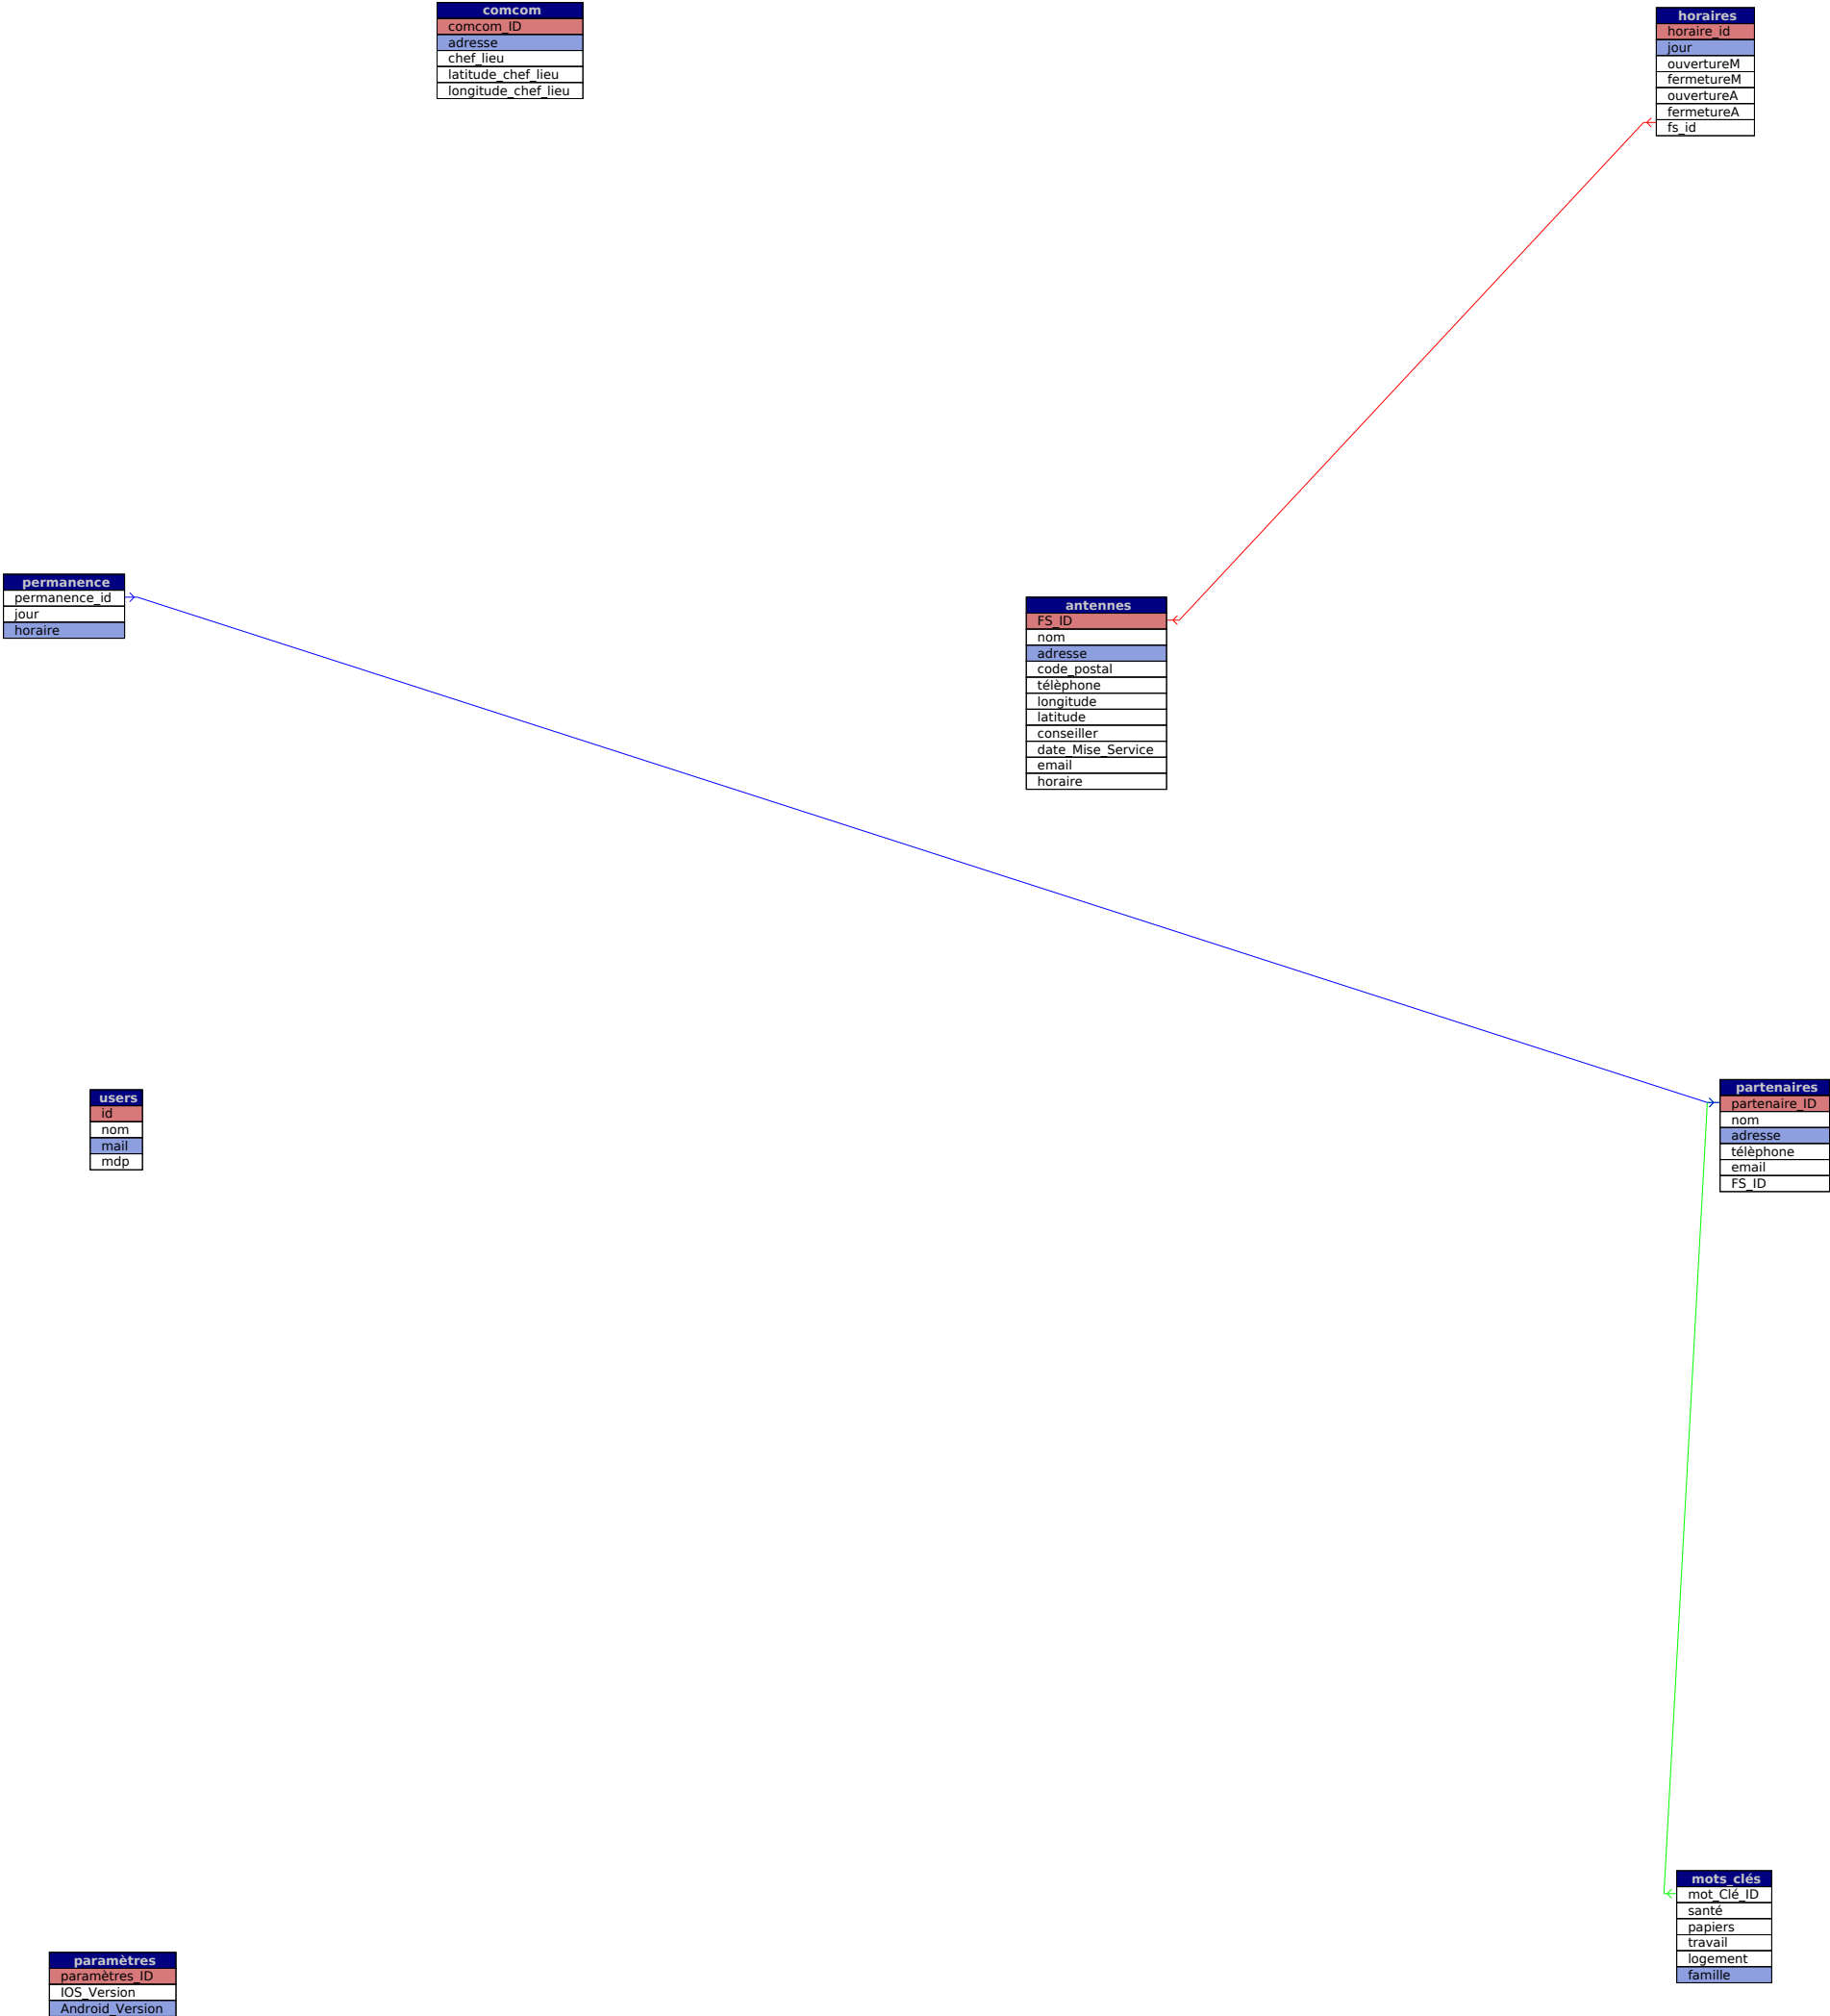 comcom
comcom_ID
adresse
chef_lieu
latitude_chef_lieu
longitude_chef_lieu
horaires
horaire_id
jour
ouvertureM
fermetureM
ouvertureA
fermetureA
fs_id
permanence
permanence_id
jour
horaire
antennes
FS_ID
nom
adresse
code_postal
télèphone
longitude
latitude
conseiller
date_Mise_Service
email
horaire
users
id
nom
mail
mdp
partenaires
partenaire_ID
nom
adresse
télèphone
email
FS_ID
mots_clés
mot_Clé_ID
santé
papiers
travail
logement
famille
paramètres
paramètres_ID
IOS_Version
Android_Version